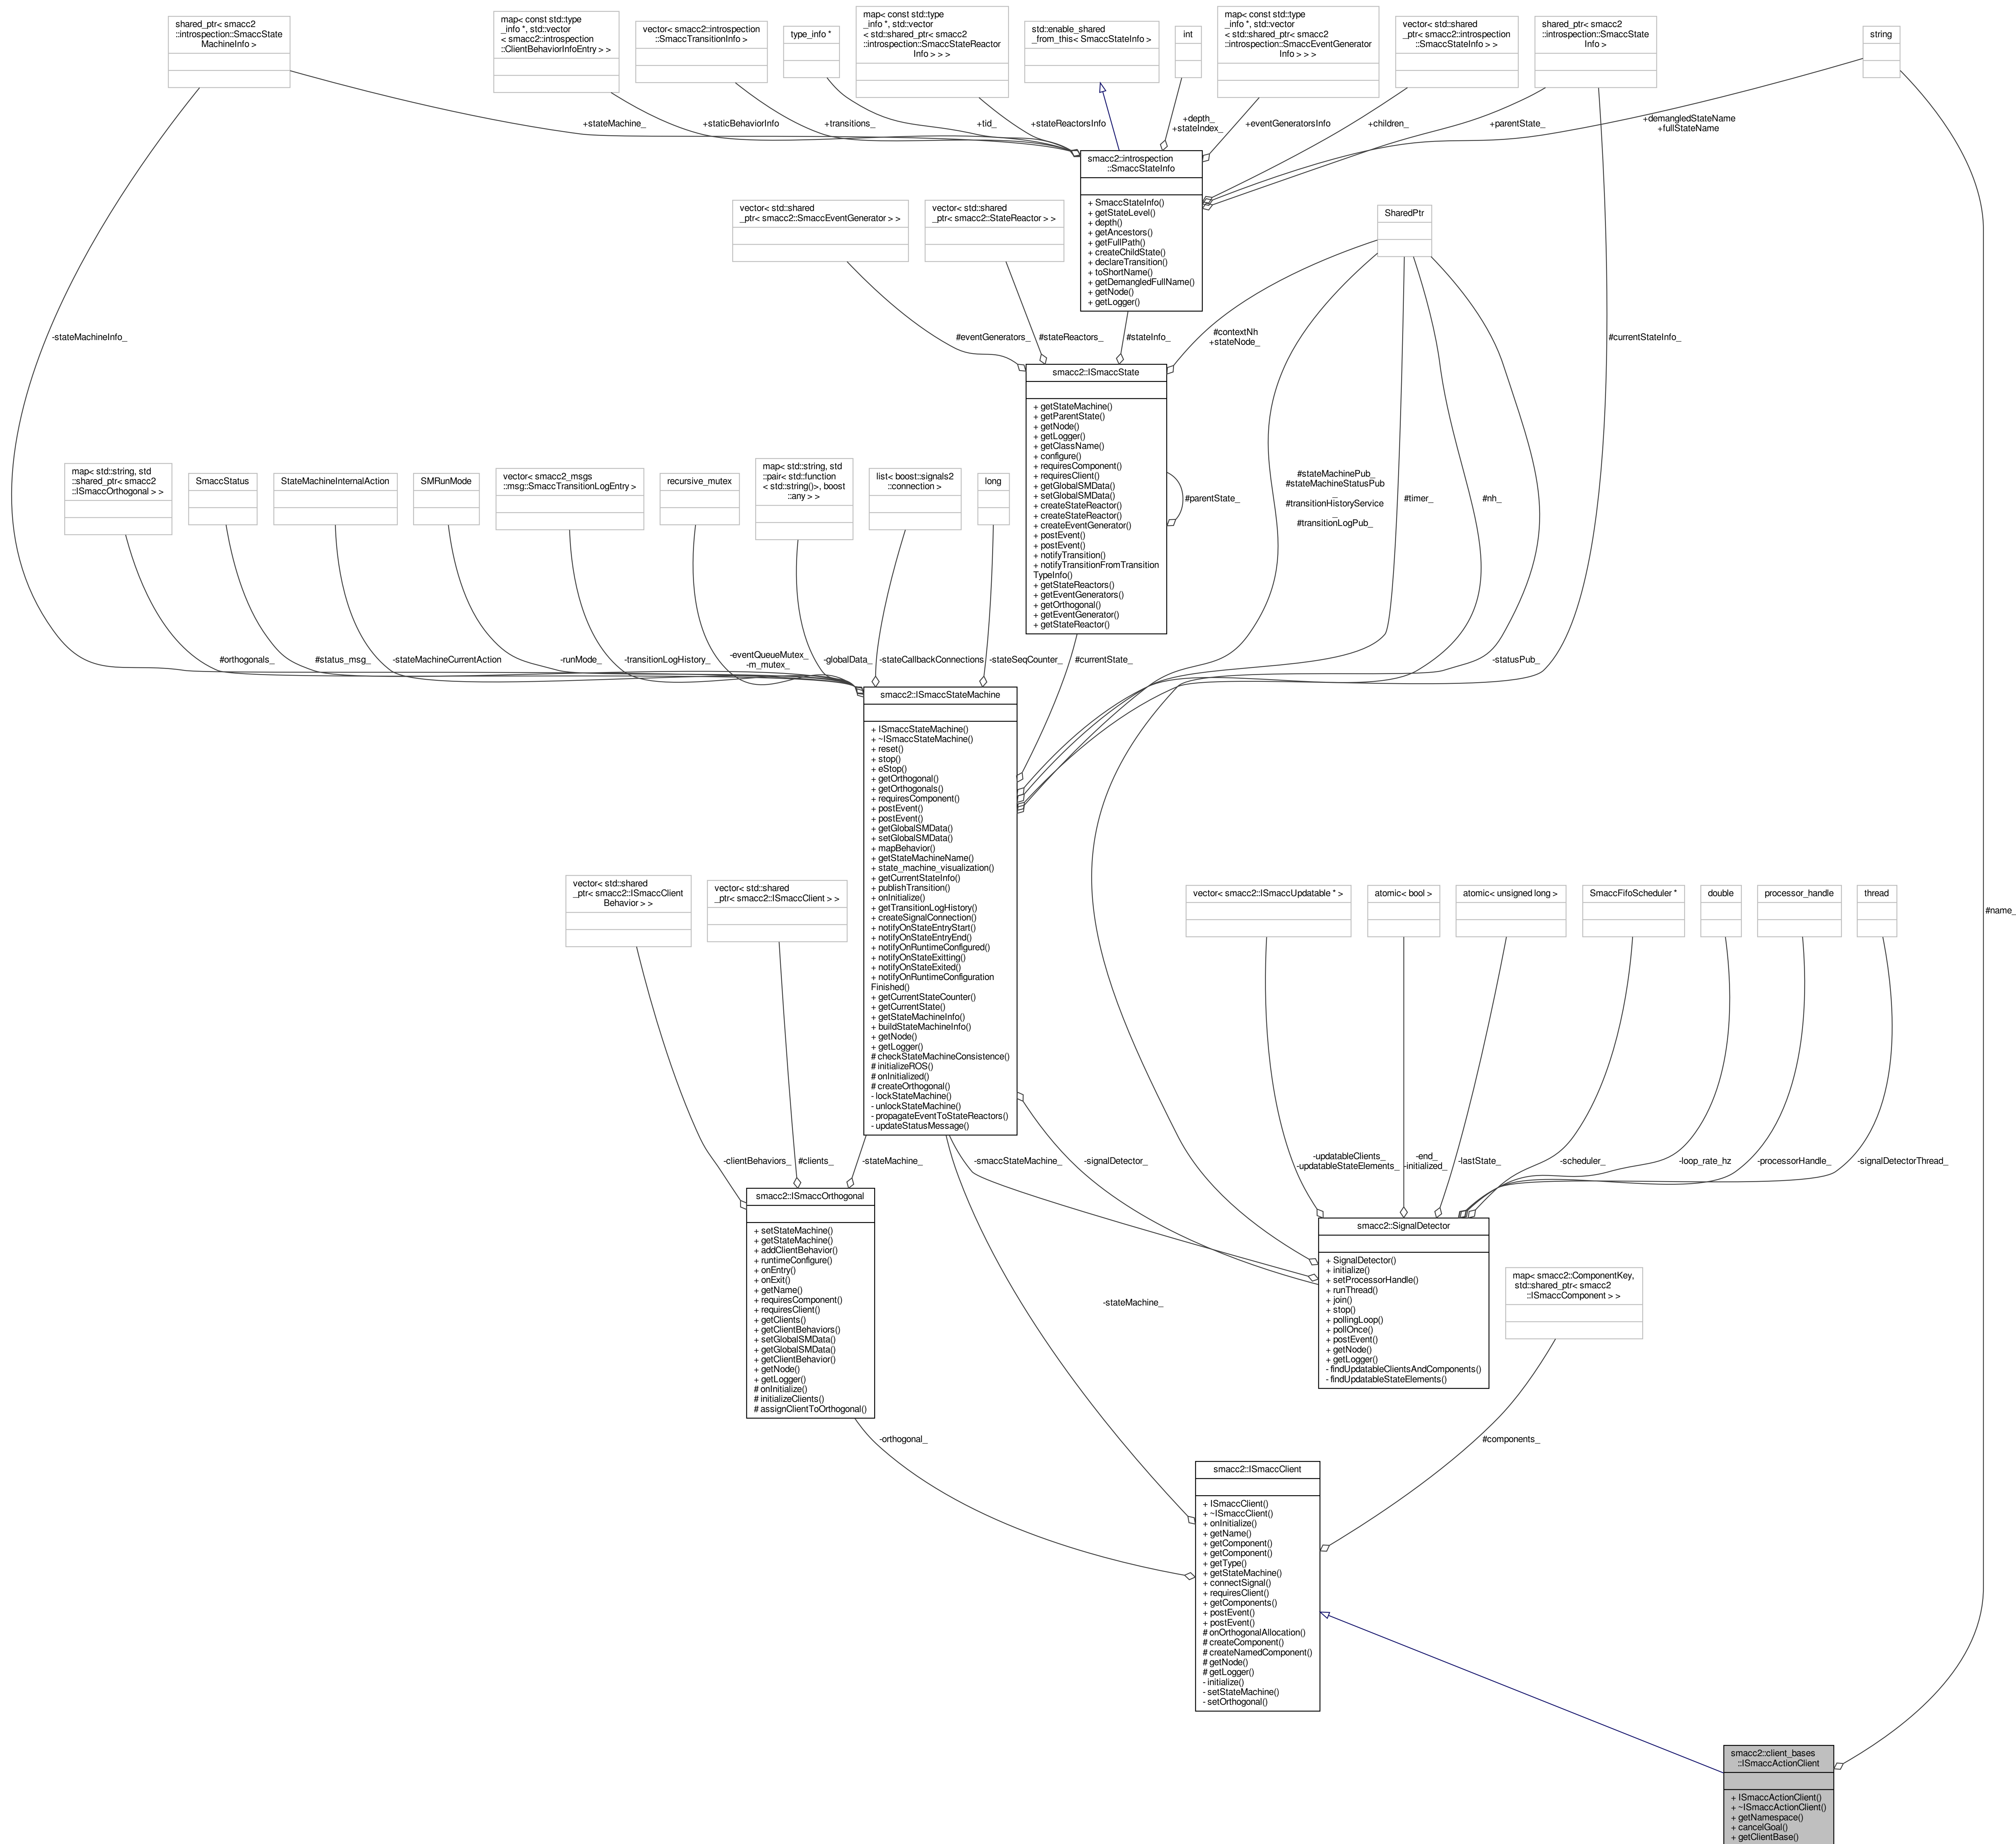 shared_ptr< smacc2
::introspection::SmaccState
MachineInfo >
map< const std::type
_info *, std::vector
< smacc2::introspection
::ClientBehaviorInfoEntry > >
vector< smacc2::introspection
::SmaccTransitionInfo >
type_info *
map< const std::type
_info *, std::vector
< std::shared_ptr< smacc2
::introspection::SmaccStateReactor
Info > > >
std::enable_shared
_from_this< SmaccStateInfo >
int
map< const std::type
_info *, std::vector
< std::shared_ptr< smacc2
::introspection::SmaccEventGenerator
Info > > >
vector< std::shared
_ptr< smacc2::introspection
::SmaccStateInfo > >
shared_ptr< smacc2
::introspection::SmaccState
Info >
string
+stateMachine_
+staticBehaviorInfo
+transitions_
+tid_
+stateReactorsInfo
+depth_
+stateIndex_
+eventGeneratorsInfo
+children_
+parentState_
+demangledStateName
+fullStateName
smacc2::introspection
::SmaccStateInfo
+ SmaccStateInfo()
+ getStateLevel()
+ depth()
+ getAncestors()
+ getFullPath()
+ createChildState()
+ declareTransition()
+ toShortName()
+ getDemangledFullName()
+ getNode()
+ getLogger()
vector< std::shared
_ptr< smacc2::SmaccEventGenerator > >
vector< std::shared
_ptr< smacc2::StateReactor > >
SharedPtr
-stateMachineInfo_
#eventGenerators_
#stateReactors_
#stateInfo_
#contextNh
+stateNode_
#currentStateInfo_
smacc2::ISmaccState
+ getStateMachine()
+ getParentState()
+ getNode()
+ getLogger()
+ getClassName()
+ configure()
+ requiresComponent()
+ requiresClient()
+ getGlobalSMData()
+ setGlobalSMData()
+ createStateReactor()
+ createStateReactor()
+ createEventGenerator()
+ postEvent()
+ postEvent()
+ notifyTransition()
+ notifyTransitionFromTransition
TypeInfo()
+ getStateReactors()
+ getEventGenerators()
+ getOrthogonal()
+ getEventGenerator()
+ getStateReactor()
#parentState_
#stateMachinePub_
#stateMachineStatusPub
_
#transitionHistoryService
_
#transitionLogPub_
#timer_
#nh_
map< std::string, std
::shared_ptr< smacc2
::ISmaccOrthogonal > >
SmaccStatus
StateMachineInternalAction
SMRunMode
vector< smacc2_msgs
::msg::SmaccTransitionLogEntry >
recursive_mutex
map< std::string, std
::pair< std::function
< std::string()>, boost
::any > >
list< boost::signals2
::connection >
long
#orthogonals_
#status_msg_
-stateMachineCurrentAction
-runMode_
-transitionLogHistory_
-eventQueueMutex_
-m_mutex_
-globalData_
-stateCallbackConnections
-stateSeqCounter_
#currentState_
-statusPub_
smacc2::ISmaccStateMachine
+ ISmaccStateMachine()
+ ~ISmaccStateMachine()
+ reset()
+ stop()
+ eStop()
+ getOrthogonal()
+ getOrthogonals()
+ requiresComponent()
+ postEvent()
+ postEvent()
+ getGlobalSMData()
+ setGlobalSMData()
+ mapBehavior()
+ getStateMachineName()
+ state_machine_visualization()
+ getCurrentStateInfo()
+ publishTransition()
+ onInitialize()
+ getTransitionLogHistory()
+ createSignalConnection()
+ notifyOnStateEntryStart()
+ notifyOnStateEntryEnd()
+ notifyOnRuntimeConfigured()
+ notifyOnStateExitting()
+ notifyOnStateExited()
+ notifyOnRuntimeConfiguration
Finished()
+ getCurrentStateCounter()
+ getCurrentState()
+ getStateMachineInfo()
+ buildStateMachineInfo()
+ getNode()
+ getLogger()
# checkStateMachineConsistence()
# initializeROS()
# onInitialized()
# createOrthogonal()
- lockStateMachine()
- unlockStateMachine()
- propagateEventToStateReactors()
- updateStatusMessage()
vector< std::shared
_ptr< smacc2::ISmaccClient
Behavior > >
vector< std::shared
_ptr< smacc2::ISmaccClient > >
vector< smacc2::ISmaccUpdatable * >
atomic< bool >
atomic< unsigned long >
SmaccFifoScheduler *
double
processor_handle
thread
#name_
-clientBehaviors_
#clients_
-stateMachine_
-smaccStateMachine_
-signalDetector_
-updatableClients_
-updatableStateElements_
-end_
-initialized_
-lastState_
-scheduler_
-loop_rate_hz
-processorHandle_
-signalDetectorThread_
smacc2::ISmaccOrthogonal
+ setStateMachine()
+ getStateMachine()
+ addClientBehavior()
+ runtimeConfigure()
+ onEntry()
+ onExit()
+ getName()
+ requiresComponent()
+ requiresClient()
+ getClients()
+ getClientBehaviors()
+ setGlobalSMData()
+ getGlobalSMData()
+ getClientBehavior()
+ getNode()
+ getLogger()
# onInitialize()
# initializeClients()
# assignClientToOrthogonal()
smacc2::SignalDetector
+ SignalDetector()
+ initialize()
+ setProcessorHandle()
+ runThread()
+ join()
+ stop()
+ pollingLoop()
+ pollOnce()
+ postEvent()
+ getNode()
+ getLogger()
- findUpdatableClientsAndComponents()
- findUpdatableStateElements()
map< smacc2::ComponentKey,
std::shared_ptr< smacc2
::ISmaccComponent > >
-stateMachine_
-orthogonal_
#components_
smacc2::ISmaccClient
+ ISmaccClient()
+ ~ISmaccClient()
+ onInitialize()
+ getName()
+ getComponent()
+ getComponent()
+ getType()
+ getStateMachine()
+ connectSignal()
+ requiresClient()
+ getComponents()
+ postEvent()
+ postEvent()
# onOrthogonalAllocation()
# createComponent()
# createNamedComponent()
# getNode()
# getLogger()
- initialize()
- setStateMachine()
- setOrthogonal()
smacc2::client_bases
::ISmaccActionClient
+ ISmaccActionClient()
+ ~ISmaccActionClient()
+ getNamespace()
+ cancelGoal()
+ getClientBase()